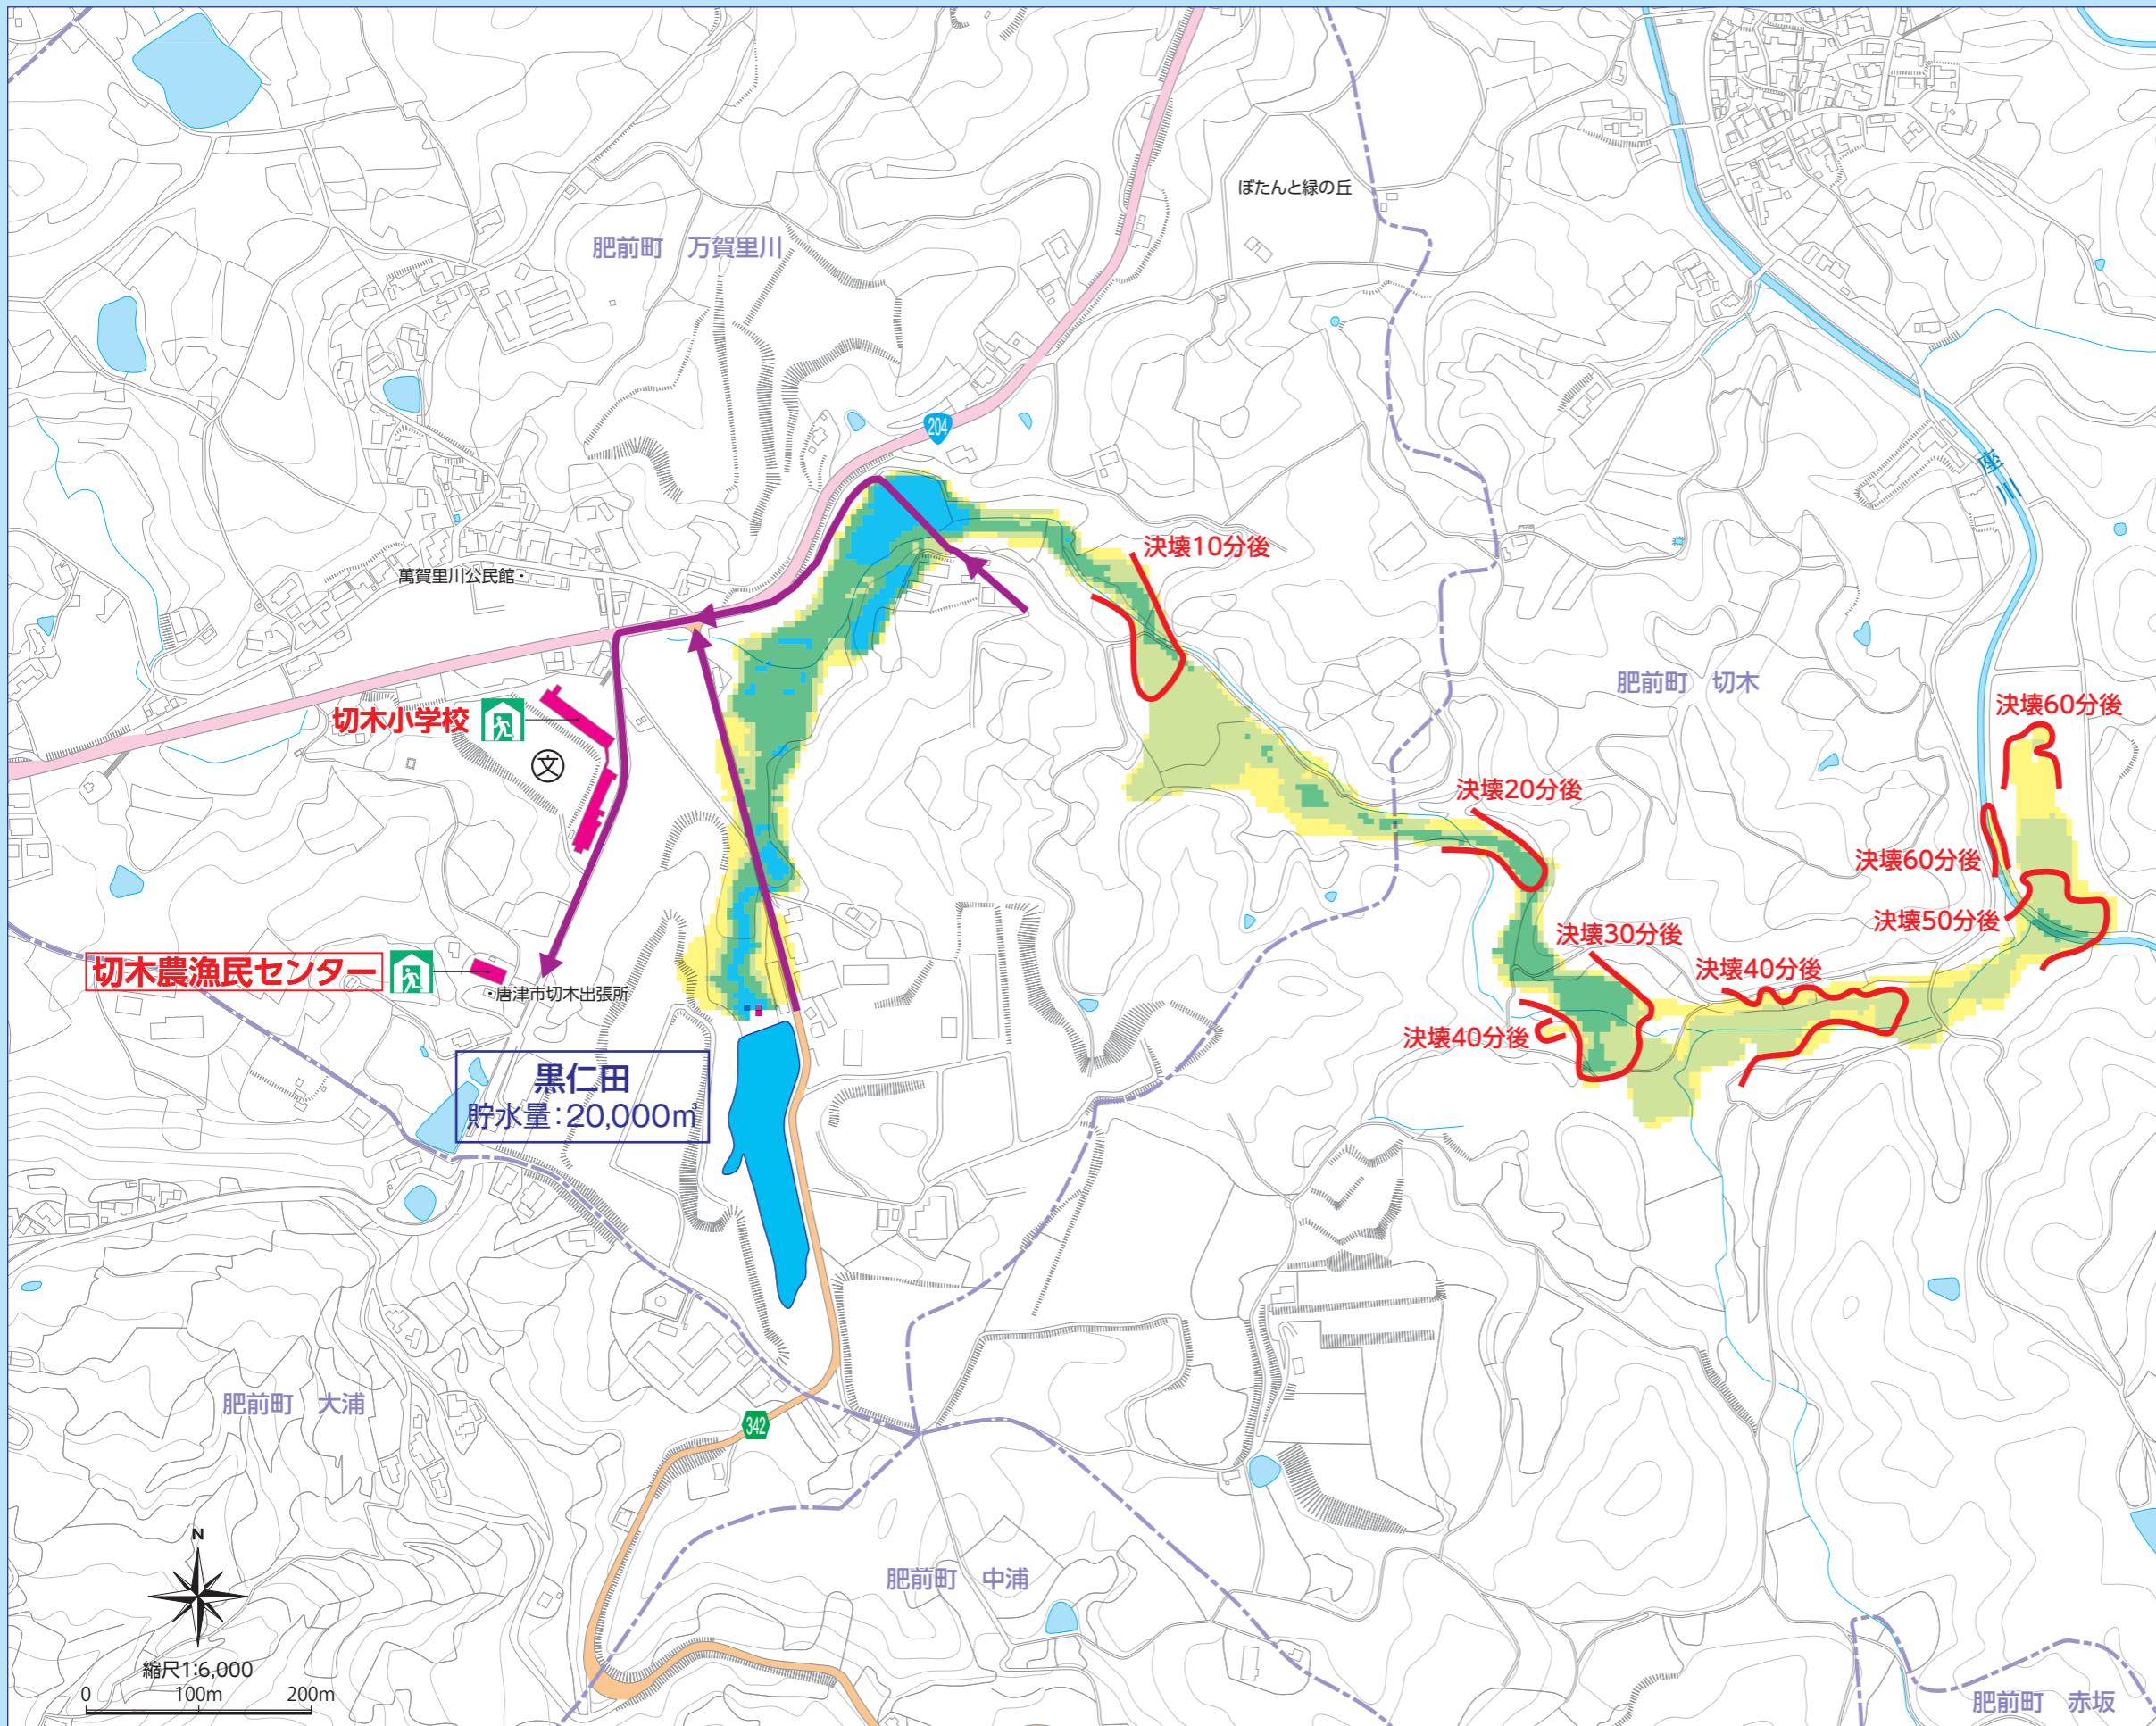 ぼたんと緑の丘
肥前町 万賀里川
204
座川
決壊10分後
萬賀里川公民館
肥前町 切木
決壊60分後
切木小学校
文
決壊20分後
決壊60分後
決壊50分後
決壊30分後
決壊40分後
切木農漁民センター
唐津市切木出張所
決壊40分後
黒仁田
貯水量：20,000㎥
肥前町 大浦
342
肥前町 中浦
N
縮尺1:6,000
0 100m 200m
肥前町 赤坂